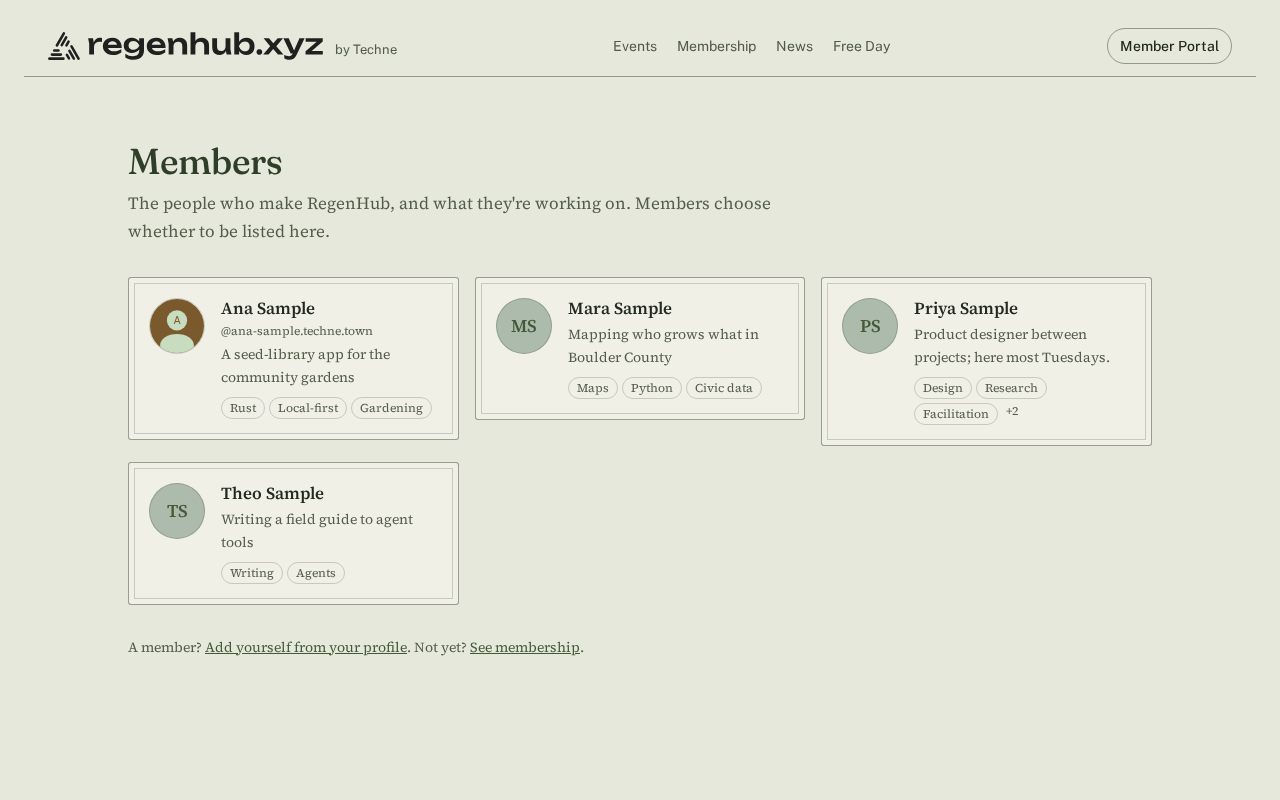 regenhub.xyz by Techne
Events Membership News Free Day
Member Portal
Members
The people who make RegenHub, and what they're working on. Members choose
whether to be listed here.
A
Ana Sample
@ana-sample.techne.town
A seed-library app for the
community gardens
Rust Local-first Gardening
MS
Mara Sample
Mapping who grows what in
Boulder County
Maps Python Civic data
PS
Priya Sample
Product designer between
projects; here most Tuesdays.
Design Research
Facilitation +2
TS
Theo Sample
Writing a field guide to agent
tools
Writing Agents
A member? Add yourself from your profile. Not yet? See membership.